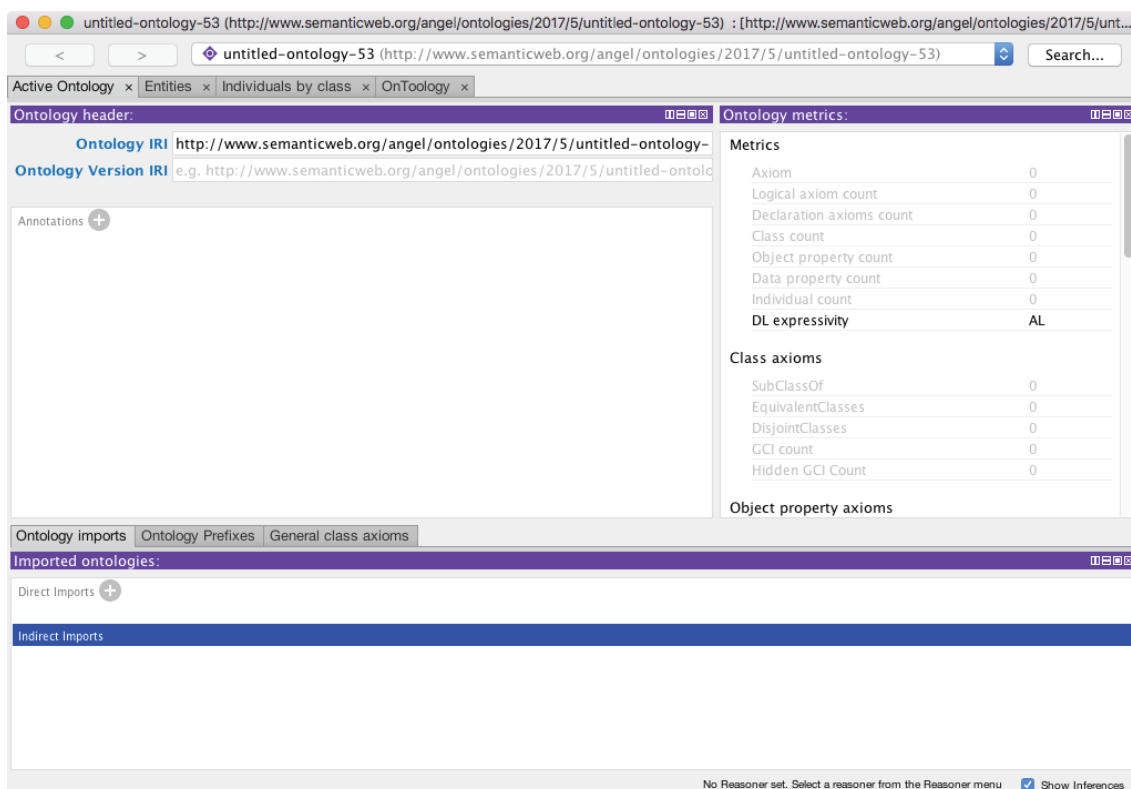 untitled-ontology-53 (http://www.semanticweb.org/angel/ontologies/2017/5/untitled-ontology-53) : [http://www.semanticweb.org/angel/ontologies/2017/5/unt...
< > untitled-ontology-53 (http://www.semanticweb.org/angel/ontologies/2017/5/untitled-ontology-53) Search...
Active Ontology × Entities × Individuals by class × OnToology ×
Ontology header:
Ontology IRI http://www.semanticweb.org/angel/ontologies/2017/5/untitled-ontology-
Ontology Version IRI e.g. http://www.semanticweb.org/angel/ontologies/2017/5/untitled-ontolo
Annotations +
Ontology metrics:
Metrics
Axiom 0
Logical axiom count 0
Declaration axioms count 0
Class count 0
Object property count 0
Data property count 0
Individual count 0
DL expressivity AL
Class axioms
SubClassOf 0
EquivalentClasses 0
DisjointClasses 0
GCI count 0
Hidden GCI Count 0
Object property axioms
Ontology imports Ontology Prefixes General class axioms
Imported ontologies:
Direct Imports +
Indirect Imports
No Reasoner set. Select a reasoner from the Reasoner menu Show Inferences